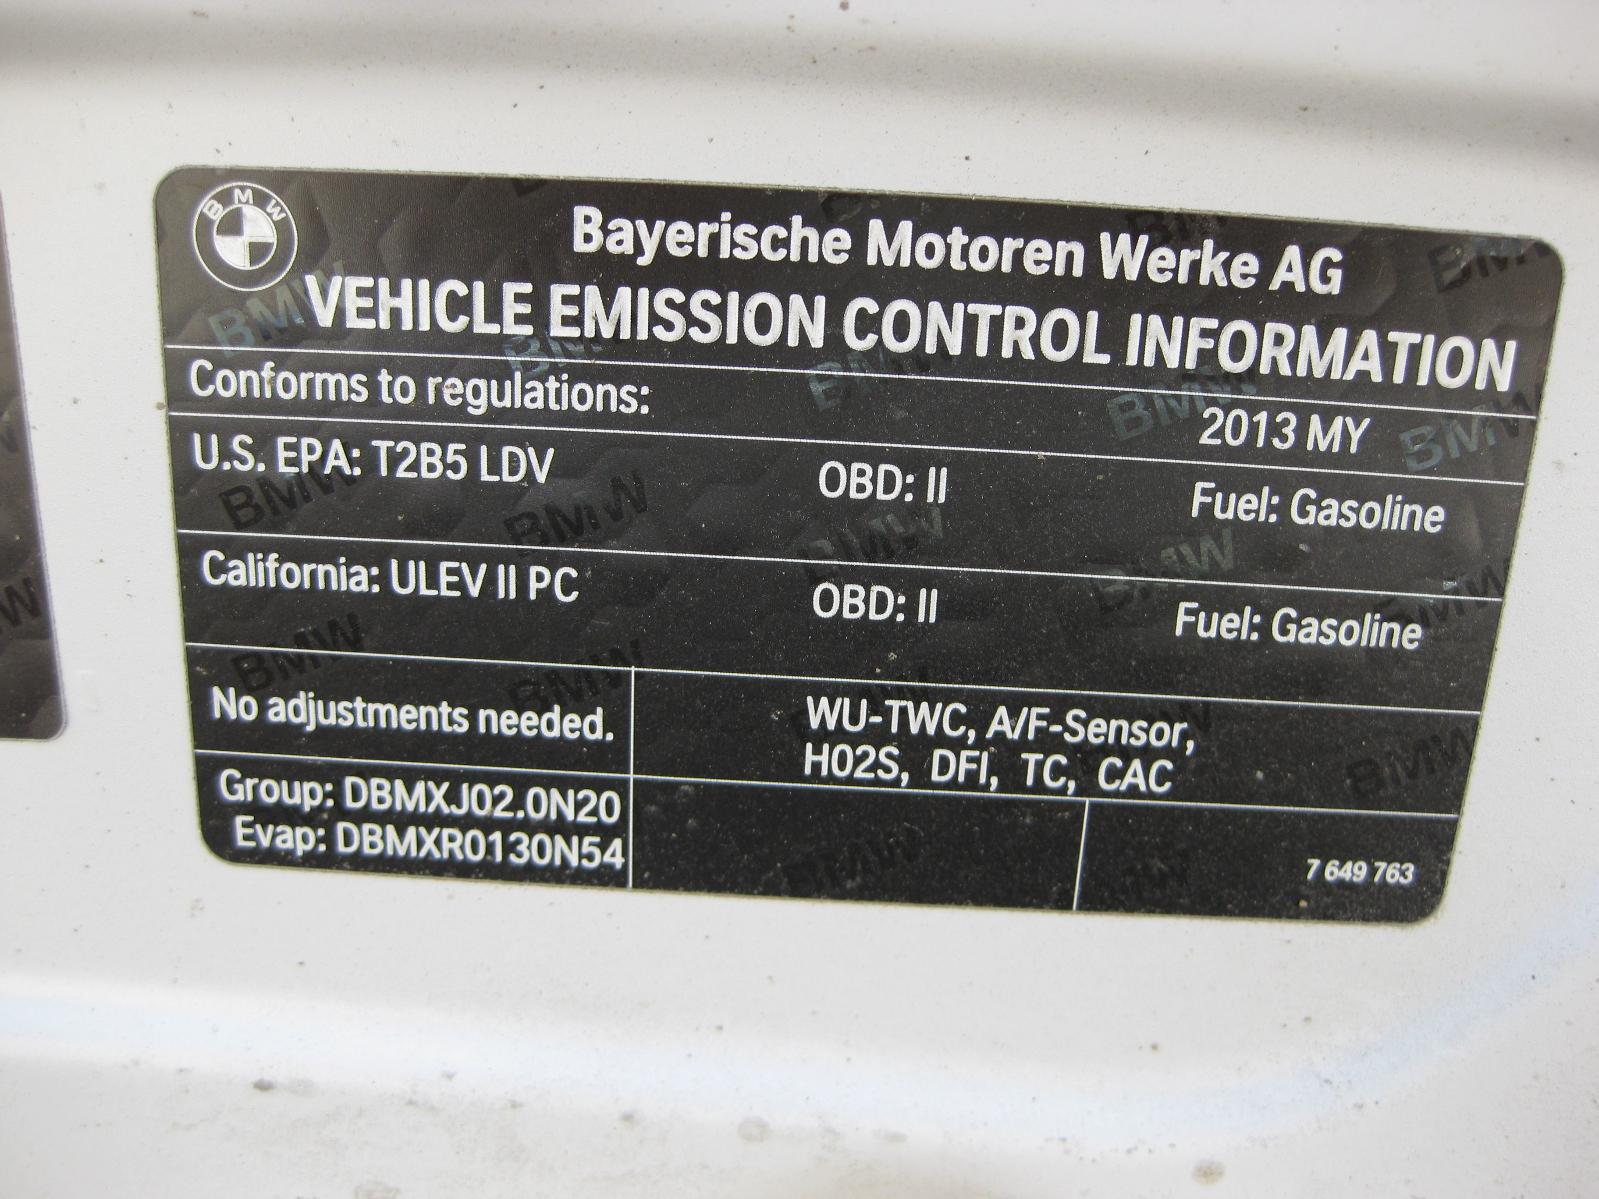 BMW
Bayerische Motoren Werke AG
VEHICLE EMISSION CONTROL INFORMATION
Conforms to regulations: 2013 MY
U.S. EPA: T2B5 LDV OBD: II Fuel: Gasoline
California: ULEV II PC OBD: II Fuel: Gasoline
No adjustments needed.
WU-TWC, A/F-Sensor,
H02S, DFI, TC, CAC
Group: DBMXJ02.0N20
Evap: DBMXR0130N54
7 649 763